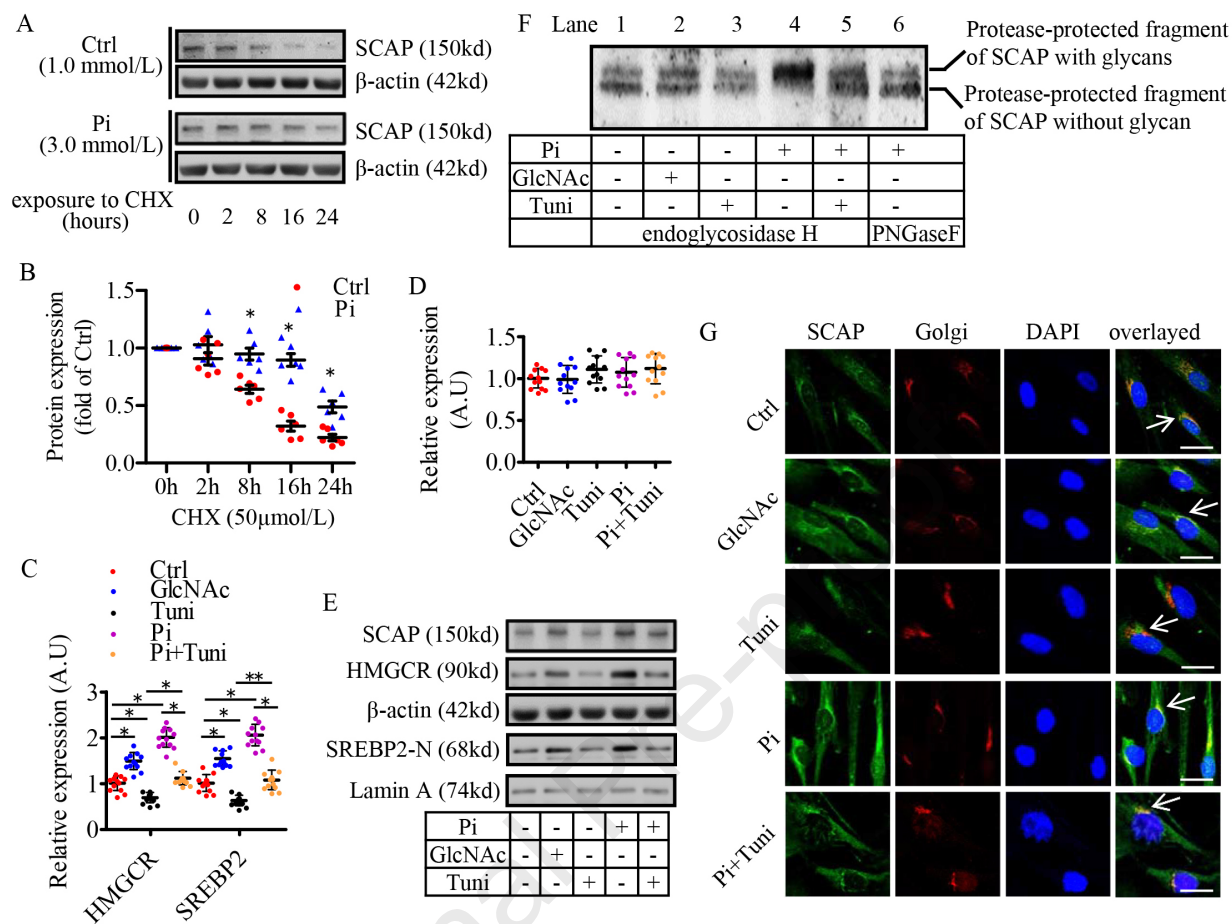 A
Ctrl
(1.0 mmol/L)
SCAP (150kd)
β-actin (42kd)
Pi
(3.0 mmol/L)
SCAP (150kd)
β-actin (42kd)
exposure to CHX
(hours)
0 2 8 16 24
F Lane 1 2 3 4 5 6
Protease-protected fragment
of SCAP with glycans
Protease-protected fragment
of SCAP without glycan
Pi - - - + + +
GlcNAc - + - - - -
Tuni - - + - + -
endoglycosidase H PNGaseF
B
Protein expression
(fold of Ctrl)
1.5
1.0
0.5
0.0
Ctrl
Pi
* * *
0h 2h 8h 16h 24h
CHX (50μmol/L)
D
Relative expression
(A.U)
1.5
1.0
0.5
0.0
Ctrl
GlcNAc
Tuni
Pi
Pi+Tuni
C
Ctrl
GlcNAc
Tuni
Pi
Pi+Tuni
Relative expression (A.U)
3
2
1
0
* * * * * * * * ** *
HMGCR
SREBP2
E
SCAP (150kd)
HMGCR (90kd)
β-actin (42kd)
SREBP2-N (68kd)
Lamin A (74kd)
Pi - - - + +
GlcNAc - + - - -
Tuni - - + - +
G
SCAP Golgi DAPI overlayed
Ctrl
GlcNAc
Tuni
Pi
Pi+Tuni
nal Pre-p